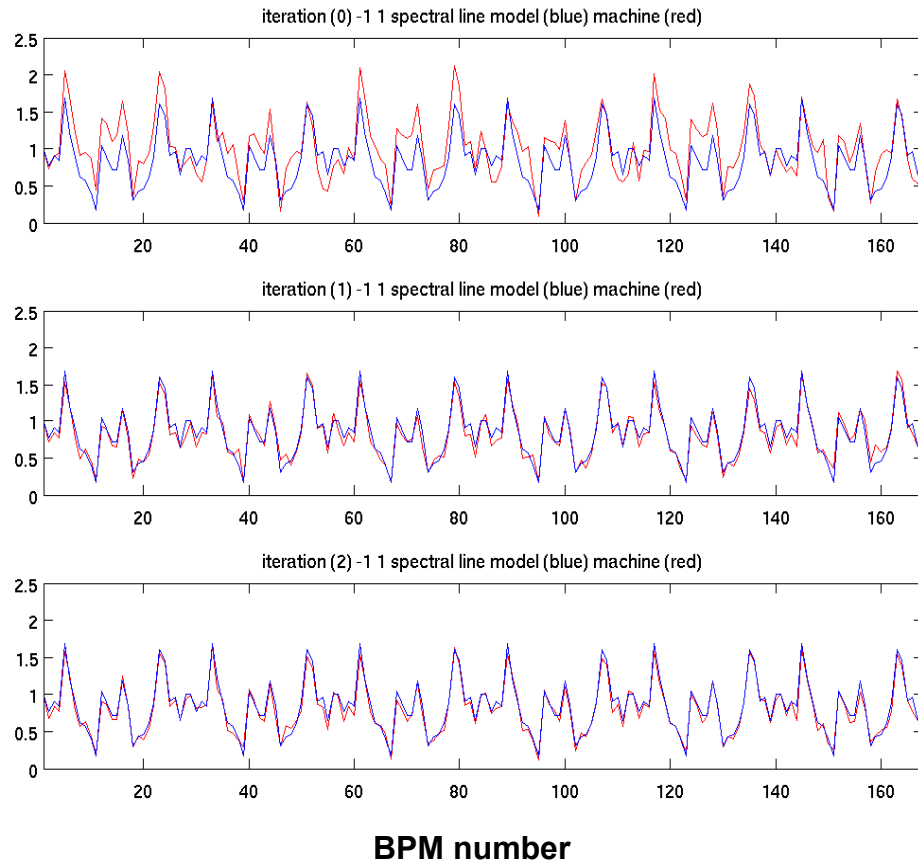 iteration (0) -1 1 spectral line model (blue) machine (red)
2.5
2
1.5
1
0.5
0
20 40 60 80 100 120 140 160
iteration (1) -1 1 spectral line model (blue) machine (red)
2.5
2
1.5
1
0.5
0
20 40 60 80 100 120 140 160
iteration (2) -1 1 spectral line model (blue) machine (red)
2.5
2
1.5
1
0.5
0
20 40 60 80 100 120 140 160
BPM number